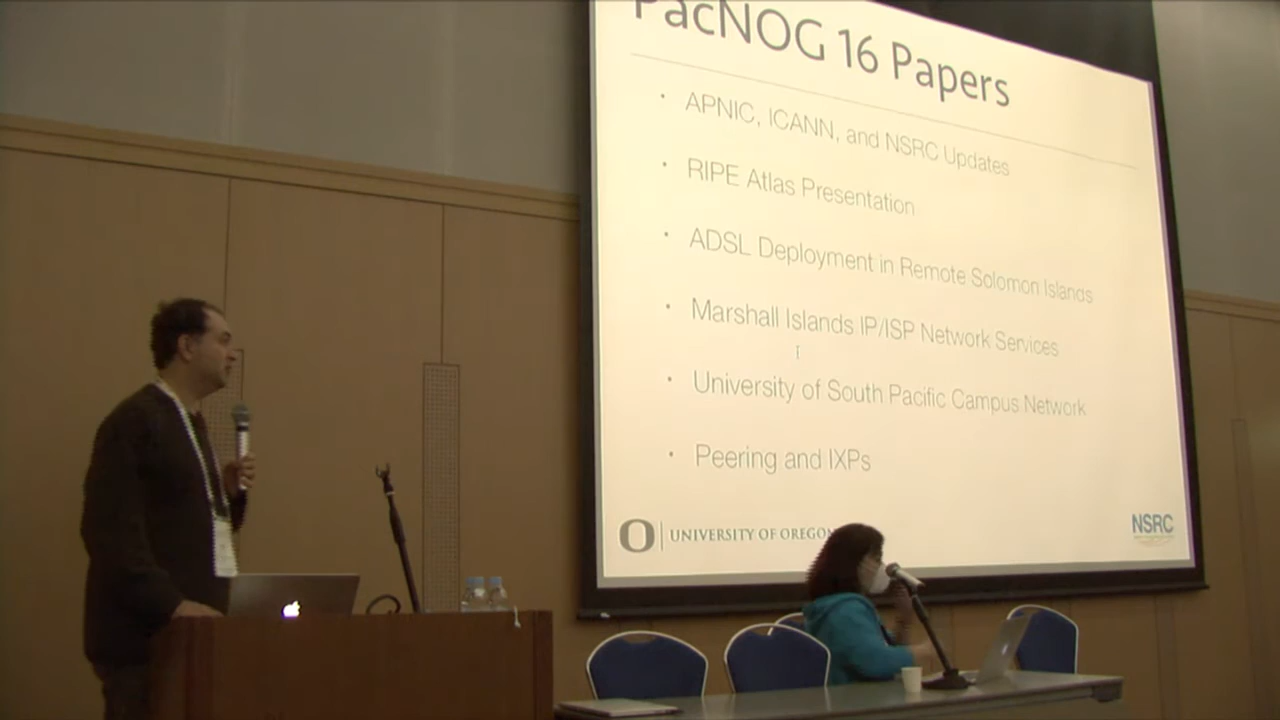 PacNOG 16 Papers
APNIC, ICANN, and NSRC Updates
RIPE Atlas Presentation
ADSL Deployment in Remote Solomon Islands
Marshall Islands IP/ISP Network Services
University of South Pacific Campus Network
Peering and IXPs
O UNIVERSITY OF OREGO
NSRC